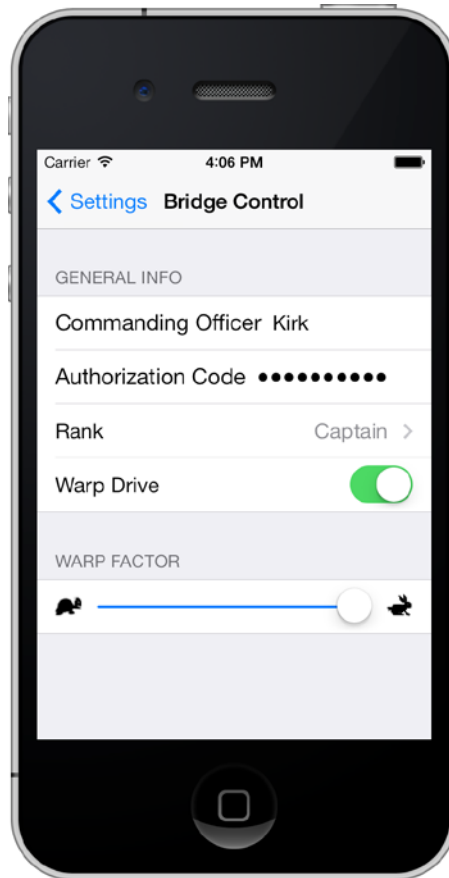 Carrier 4:06 PM
Settings Bridge Control
GENERAL INFO
Commanding Officer Kirk
Authorization Code ●●●●●●●●●●
Rank Captain
Warp Drive
WARP FACTOR